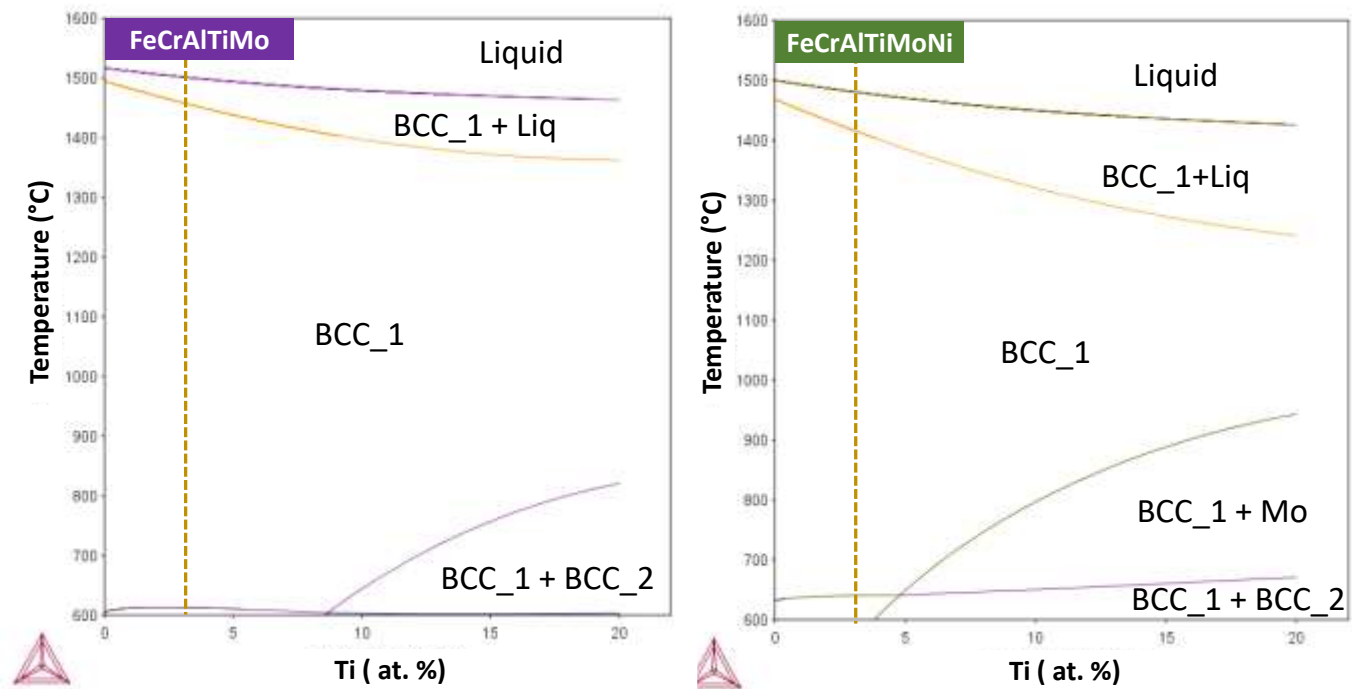 FeCrAlTiMo
1600
Liquid
1500
BCC_1 + Liq
1400
1300
1200
1100
BCC_1
1000
900
800
700
BCC_1 + BCC_2
600
0 5 10 15 20
Temperature (°C)
Ti ( at. %)
FeCrAlTiMoNi
1600
Liquid
1500
1400
BCC_1+Liq
1300
1200
1100
BCC_1
1000
900
800
BCC_1 + Mo
700
BCC_1 + BCC_2
600
0 5 10 15 20
Temperature (°C)
Ti ( at. %)